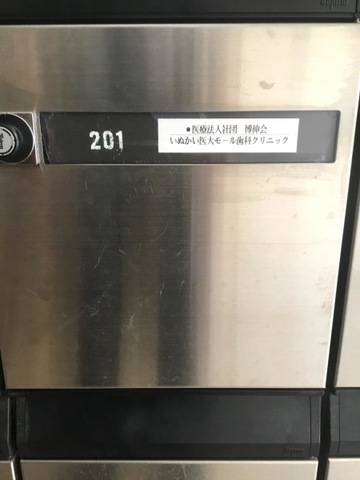 201
●医療法人社団 博伸会
いぬかい医大モール歯科クリニック